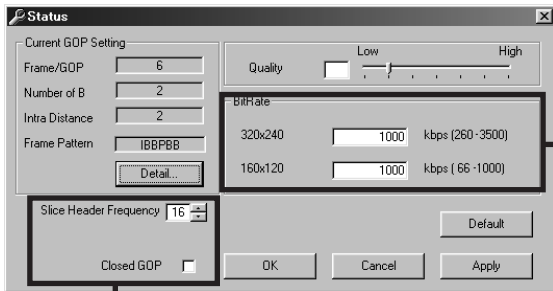 Status
Current GOP Setting
Frame/GOP 6
Number of B 2
Intra Distance 2
Frame Pattern IBBPBB
Detail...
Low High
Quality
BitRate
320x240 1000 kbps (260-3500)
160x120 1000 kbps ( 66-1000)
Slice Header Frequency 16
Closed GOP
Default
OK Cancel Apply